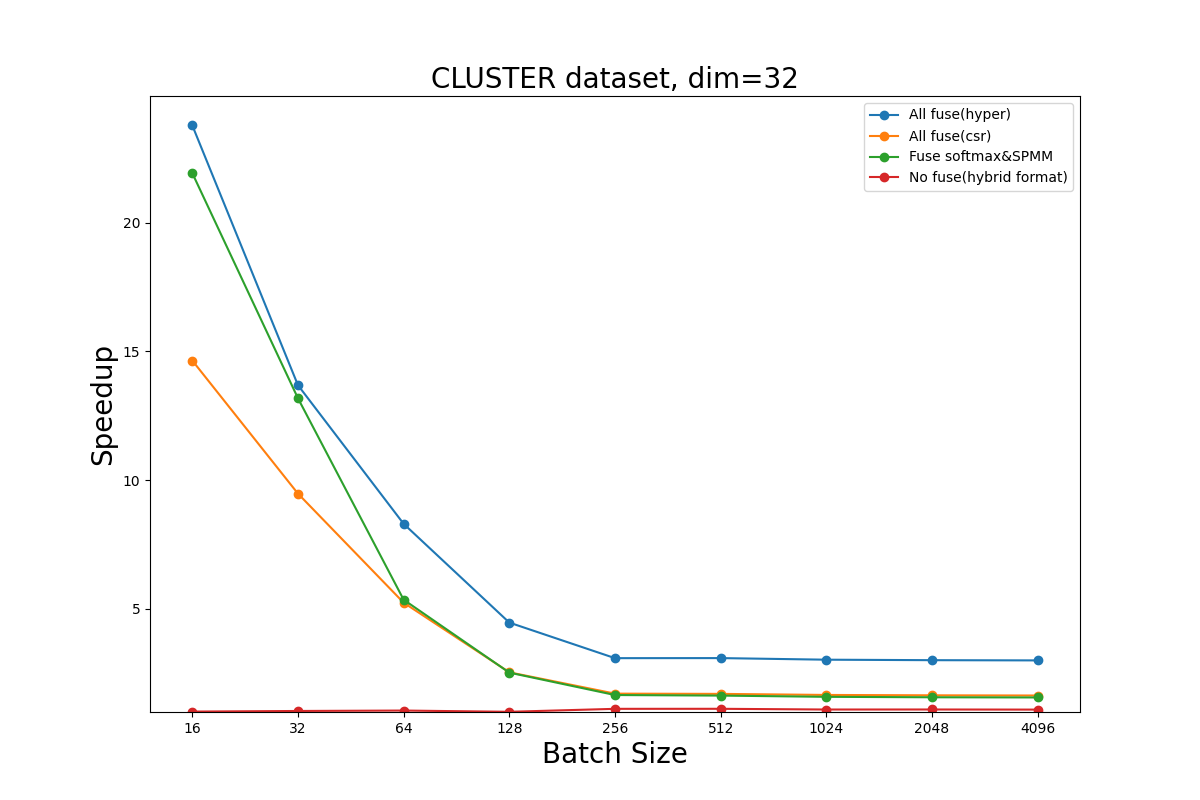 CLUSTER dataset, dim=32
All fuse(hyper)
All fuse(csr)
Fuse softmax&SPMM
No fuse(hybrid format)
Speedup
20
15
10
5
16 32 64 128 256 512 1024 2048 4096
Batch Size